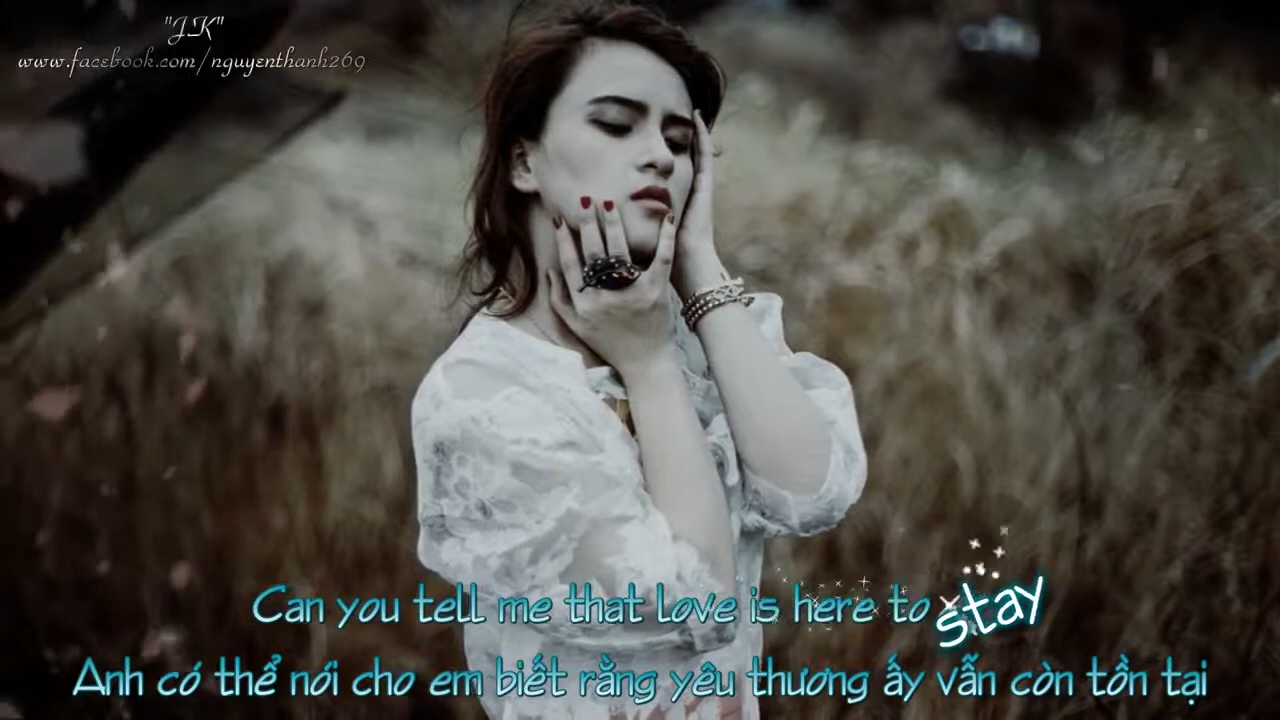 "J.K"
www.facebook.com/nguyenthanh269
Can you tell me that love is here to stay
Anh có thể nói cho em biết rằng yêu thương ấy vẫn còn tồn tại